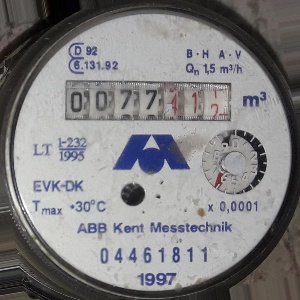 D 92
6.131.92
B - H A - V
Qn 1,5 m³/h
0077412
m³
LT 1-232
1995
EVK-DK
Tmax +30°C
x 0,0001
ABB Kent Messtechnik
04461811
1997